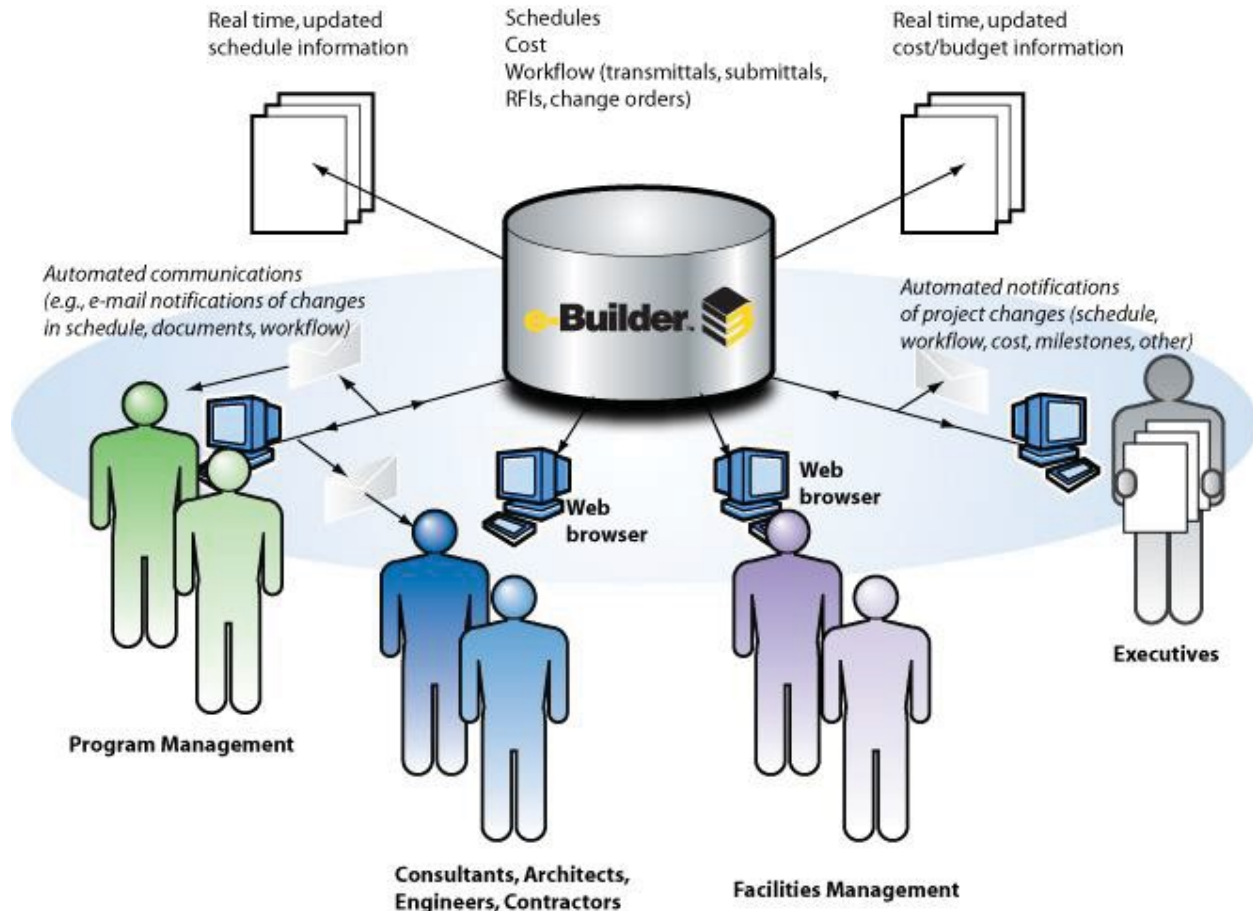 Real time, updated
schedule information
Schedules
Cost
Workflow (transmittals, submittals,
RFIs, change orders)
Real time, updated
cost/budget information
Automated communications
(e.g., e-mail notifications of changes
in schedule, documents, workflow)
e-Builder™
Automated notifications
of project changes (schedule,
workflow, cost, milestones, other)
Web
browser
Web
browser
Executives
Program Management
Consultants, Architects,
Engineers, Contractors
Facilities Management